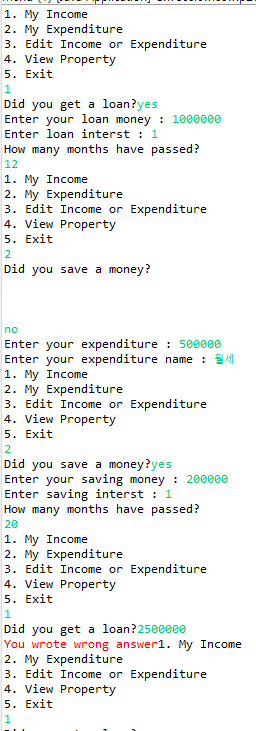 1. My Income
2. My Expenditure
3. Edit Income or Expenditure
4. View Property
5. Exit
1
Did you get a loan?yes
Enter your loan money : 1000000
Enter loan interst : 1
How many months have passed?
12
1. My Income
2. My Expenditure
3. Edit Income or Expenditure
4. View Property
5. Exit
2
Did you save a money?
no
Enter your expenditure : 500000
Enter your expenditure name : 월세
1. My Income
2. My Expenditure
3. Edit Income or Expenditure
4. View Property
5. Exit
2
Did you save a money?yes
Enter your saving money : 200000
Enter saving interst : 1
How many months have passed?
20
1. My Income
2. My Expenditure
3. Edit Income or Expenditure
4. View Property
5. Exit
1
Did you get a loan?2500000
You wrote wrong answer1. My Income
2. My Expenditure
3. Edit Income or Expenditure
4. View Property
5. Exit
1